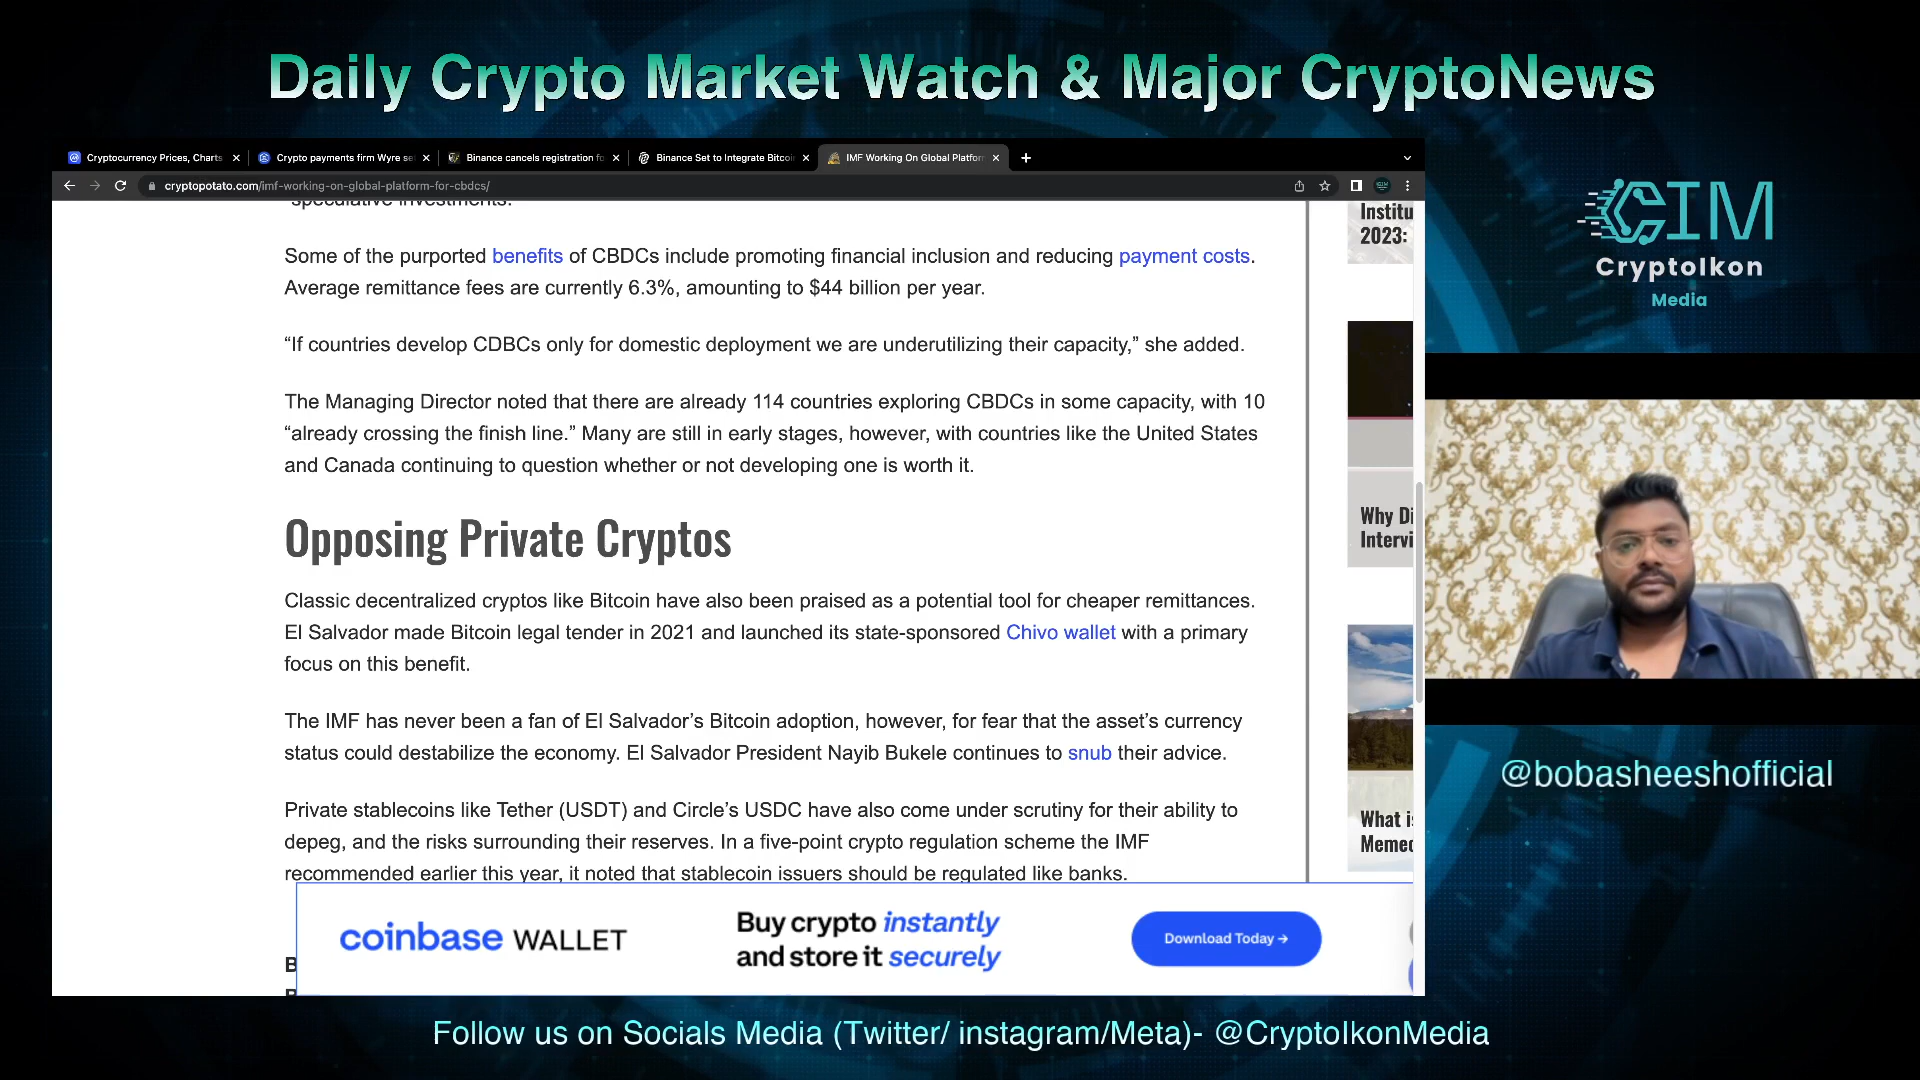 Daily Crypto Market Watch & Major CryptoNews
Cryptocurrency Prices, Charts
Crypto payments firm Wyre se
Binance cancels registration fo
Binance Set to Integrate Bitcoi
IMF Working On Global Platfor
cryptopotato.com/imf-working-on-global-platform-for-cbdcs/
"speculative investments."
Some of the purported benefits of CBDCs include promoting financial inclusion and reducing payment costs.
Average remittance fees are currently 6.3%, amounting to $44 billion per year.
“If countries develop CDBCs only for domestic deployment we are underutilizing their capacity,” she added.
The Managing Director noted that there are already 114 countries exploring CBDCs in some capacity, with 10
“already crossing the finish line.” Many are still in early stages, however, with countries like the United States
and Canada continuing to question whether or not developing one is worth it.
Opposing Private Cryptos
Classic decentralized cryptos like Bitcoin have also been praised as a potential tool for cheaper remittances.
El Salvador made Bitcoin legal tender in 2021 and launched its state-sponsored Chivo wallet with a primary
focus on this benefit.
The IMF has never been a fan of El Salvador’s Bitcoin adoption, however, for fear that the asset’s currency
status could destabilize the economy. El Salvador President Nayib Bukele continues to snub their advice.
Private stablecoins like Tether (USDT) and Circle’s USDC have also come under scrutiny for their ability to
depeg, and the risks surrounding their reserves. In a five-point crypto regulation scheme the IMF
recommended earlier this year, it noted that stablecoin issuers should be regulated like banks.
B
coinbase WALLET
Buy crypto instantly
and store it securely
Download Today →
Institu
2023:
Why Di
Intervi
What i
Memec
CIM
CryptoIkon
Media
@bobasheeshofficial
Follow us on Socials Media (Twitter/ instagram/Meta)- @CryptoIkonMedia